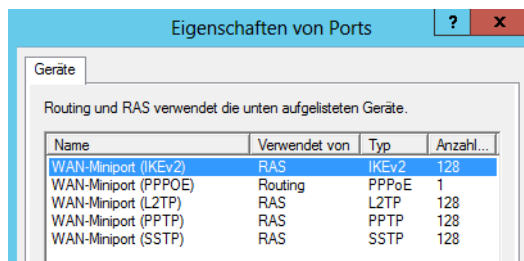 Eigenschaften von Ports
? x
Geräte
Routing und RAS verwendet die unten aufgelisteten Geräte.
Name Verwendet von Typ Anzahl...
WAN-Miniport (IKEv2) RAS IKEv2 128
WAN-Miniport (PPPOE) Routing PPPoE 1
WAN-Miniport (L2TP) RAS L2TP 128
WAN-Miniport (PPTP) RAS PPTP 128
WAN-Miniport (SSTP) RAS SSTP 128